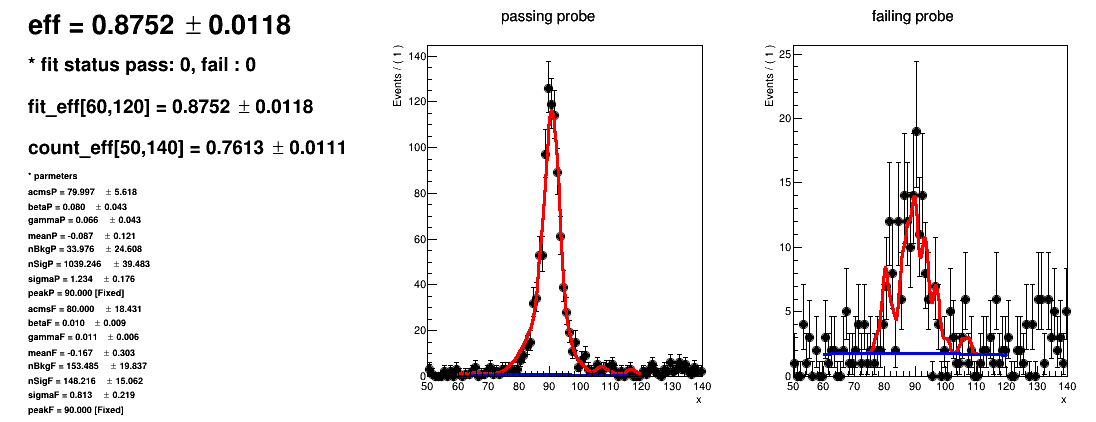 eff = 0.8752 ± 0.0118
* fit status pass: 0, fail : 0
fit_eff[60,120] = 0.8752 ± 0.0118
count_eff[50,140] = 0.7613 ± 0.0111
* parmeters
acmsP = 79.997 ± 5.618
betaP = 0.080 ± 0.043
gammaP = 0.066 ± 0.043
meanP = -0.087 ± 0.121
nBkgP = 33.976 ± 24.608
nSigP = 1039.246 ± 39.483
sigmaP = 1.234 ± 0.176
peakP = 90.000 [Fixed]
acmsF = 80.000 ± 18.431
betaF = 0.010 ± 0.009
gammaF = 0.011 ± 0.006
meanF = -0.167 ± 0.303
nBkgF = 153.485 ± 19.837
nSigF = 148.216 ± 15.062
sigmaF = 0.813 ± 0.219
peakF = 90.000 [Fixed]
passing probe
Events / ( 1 )
140
120
100
80
60
40
20
0
50 60 70 80 90 100 110 120 130 140
x
failing probe
Events / ( 1 )
25
20
15
10
5
0
50 60 70 80 90 100 110 120 130 140
x